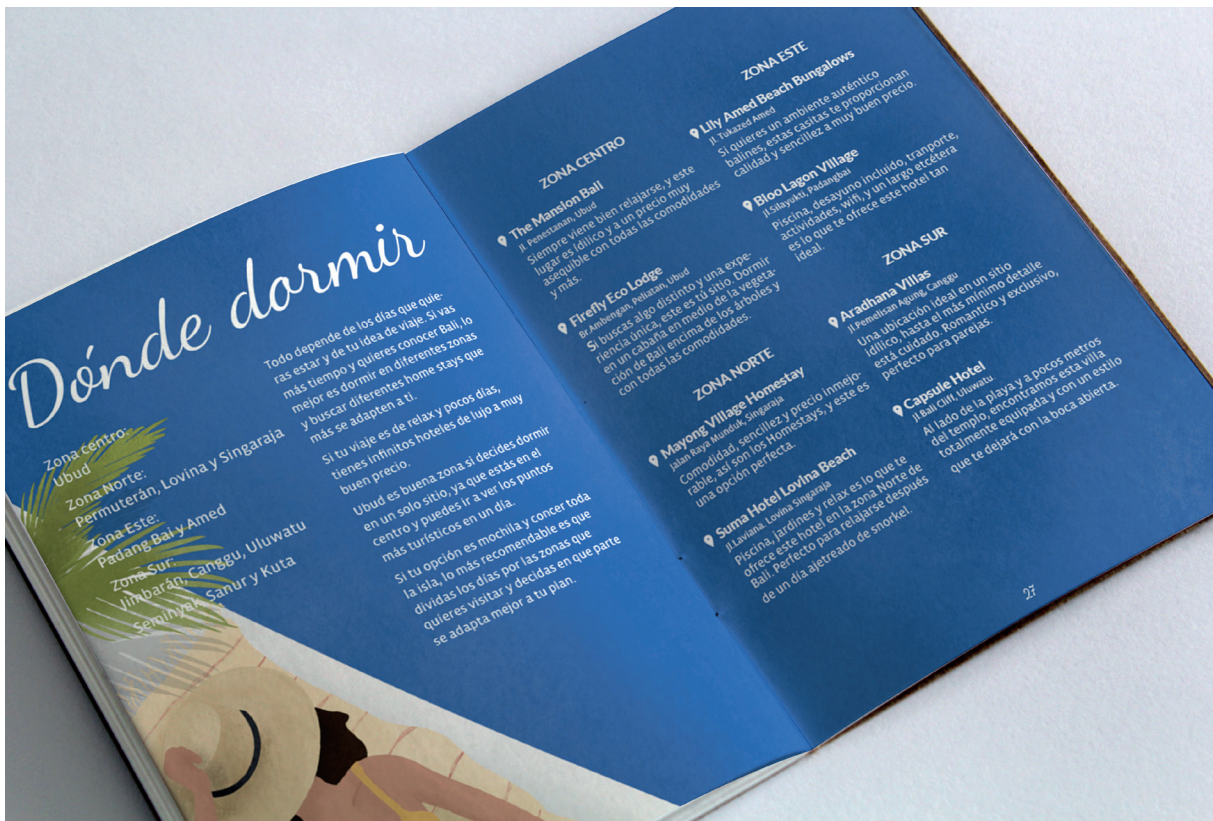 Dónde dormir
Zona centro:
Ubud
Zona Norte:
Permuterán, Lovina y Singaraja
Zona Este:
Padang Bai y Amed
Zona Sur:
Jimbarán, Canggu, Uluwatu
Seminyak, Sanur y Kuta
Todo depende de los días que quie-
ras estar y de tu idea de viaje. Si vas
más tiempo y quieres conocer Bali, lo
mejor es dormir en diferentes zonas
y buscar diferentes home stays que
más se adapten a ti.
Si tu viaje es de relax y pocos días,
tienes infinitos hoteles de lujo a muy
buen precio.
Ubud es buena zona si decides dormir
en un solo sitio, ya que estás en el
centro y puedes ir a ver los puntos
más turísticos en un día.
Si tu opción es mochila y concer toda
la isla, lo más recomendable es que
dividas los días por las zonas que
quieres visitar y decidas en que parte
se adapta mejor a tu plan.
ZONA CENTRO
The Mansion Bali
Jl. Penestanan, Ubud
Siempre viene bien relajarse, y este
lugar es idílico y a un precio muy
asequible con todas las comodidades
y más.
Firefly Eco Lodge
Br.Ambengan, Peliatan, Ubud
Si buscas algo distinto y una expe-
riencia única, este es tú sitio. Dormir
en un cabaña en medio de la vegeta-
ción de Bali encima de los árboles y
con todas las comodidades.
ZONA NORTE
Mayong Village Homestay
Jalan Raya Munduk, Singaraja
Comodidad, sencillez y precio inmejo-
rable, así son los Homestays, y este es
una opción perfecta.
Suma Hotel Lovina Beach
Jl.Laviana, Lovina Singaraja
Piscina, jardines y relax es lo que te
ofrece este hotel en la zona Norte de
Bali. Perfecto para relajarse después
de un día ajetreado de snorkel.
ZONA ESTE
Lily Amed Beach Bungalows
Jl. Tukazed Amed
Si quieres un ambiente auténtico
balines, estas casitas te proporcionan
calidad y sencillez a muy buen precio.
Bloo Lagon Village
Jl Silayukti, Padangbai
Piscina, desayuno incluido, tranporte,
actividades, wifi, y un largo etcétera
es lo que te ofrece este hotel tan
ideal.
ZONA SUR
Aradhana Villas
Jl Pemelisan Agung, Canggu
Una ubicación ideal en un sitio
idílico, hasta el más mínimo detalle
está cuidado. Romántico y exclusivo,
perfecto para parejas.
Capsule Hotel
Jl.Bali Cliff, Uluwatu
Al lado de la playa y a pocos metros
del templo, encontramos esta villa
totalmente equipada y con un estilo
que te dejará con la boca abierta.
27